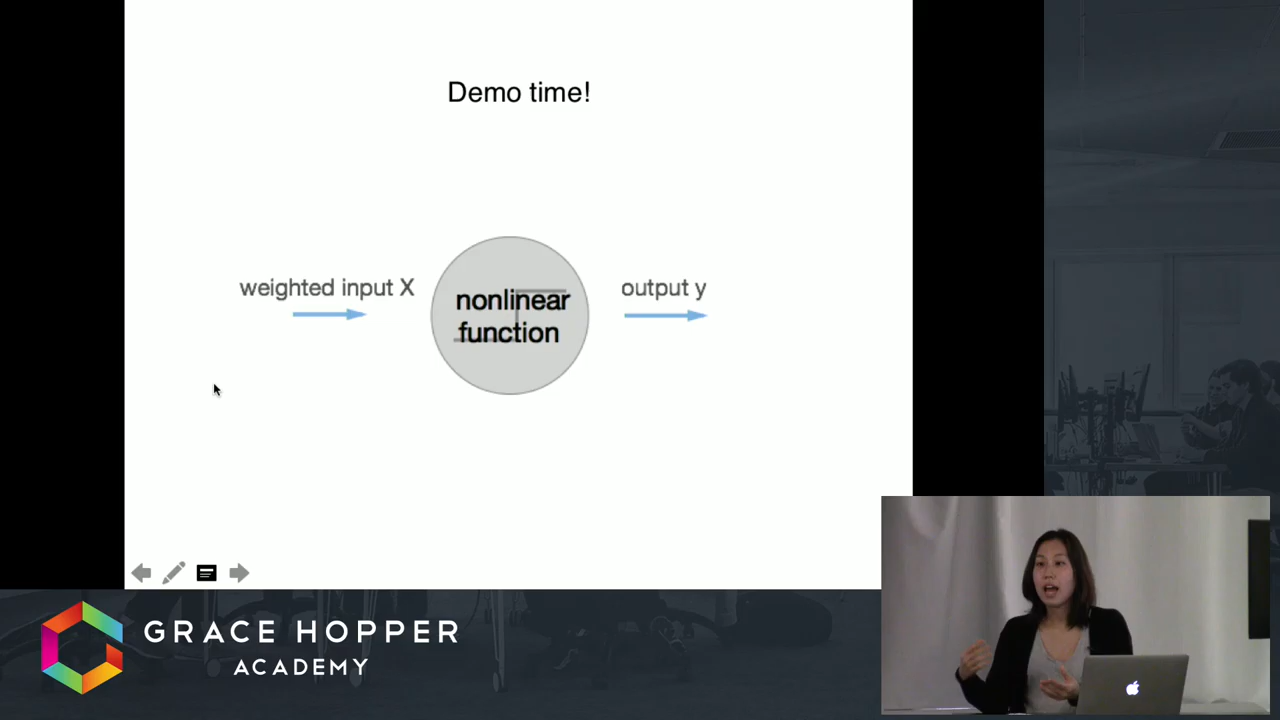 Demo time!
weighted input X
nonlinear
function
output y
GRACE HOPPER
ACADEMY